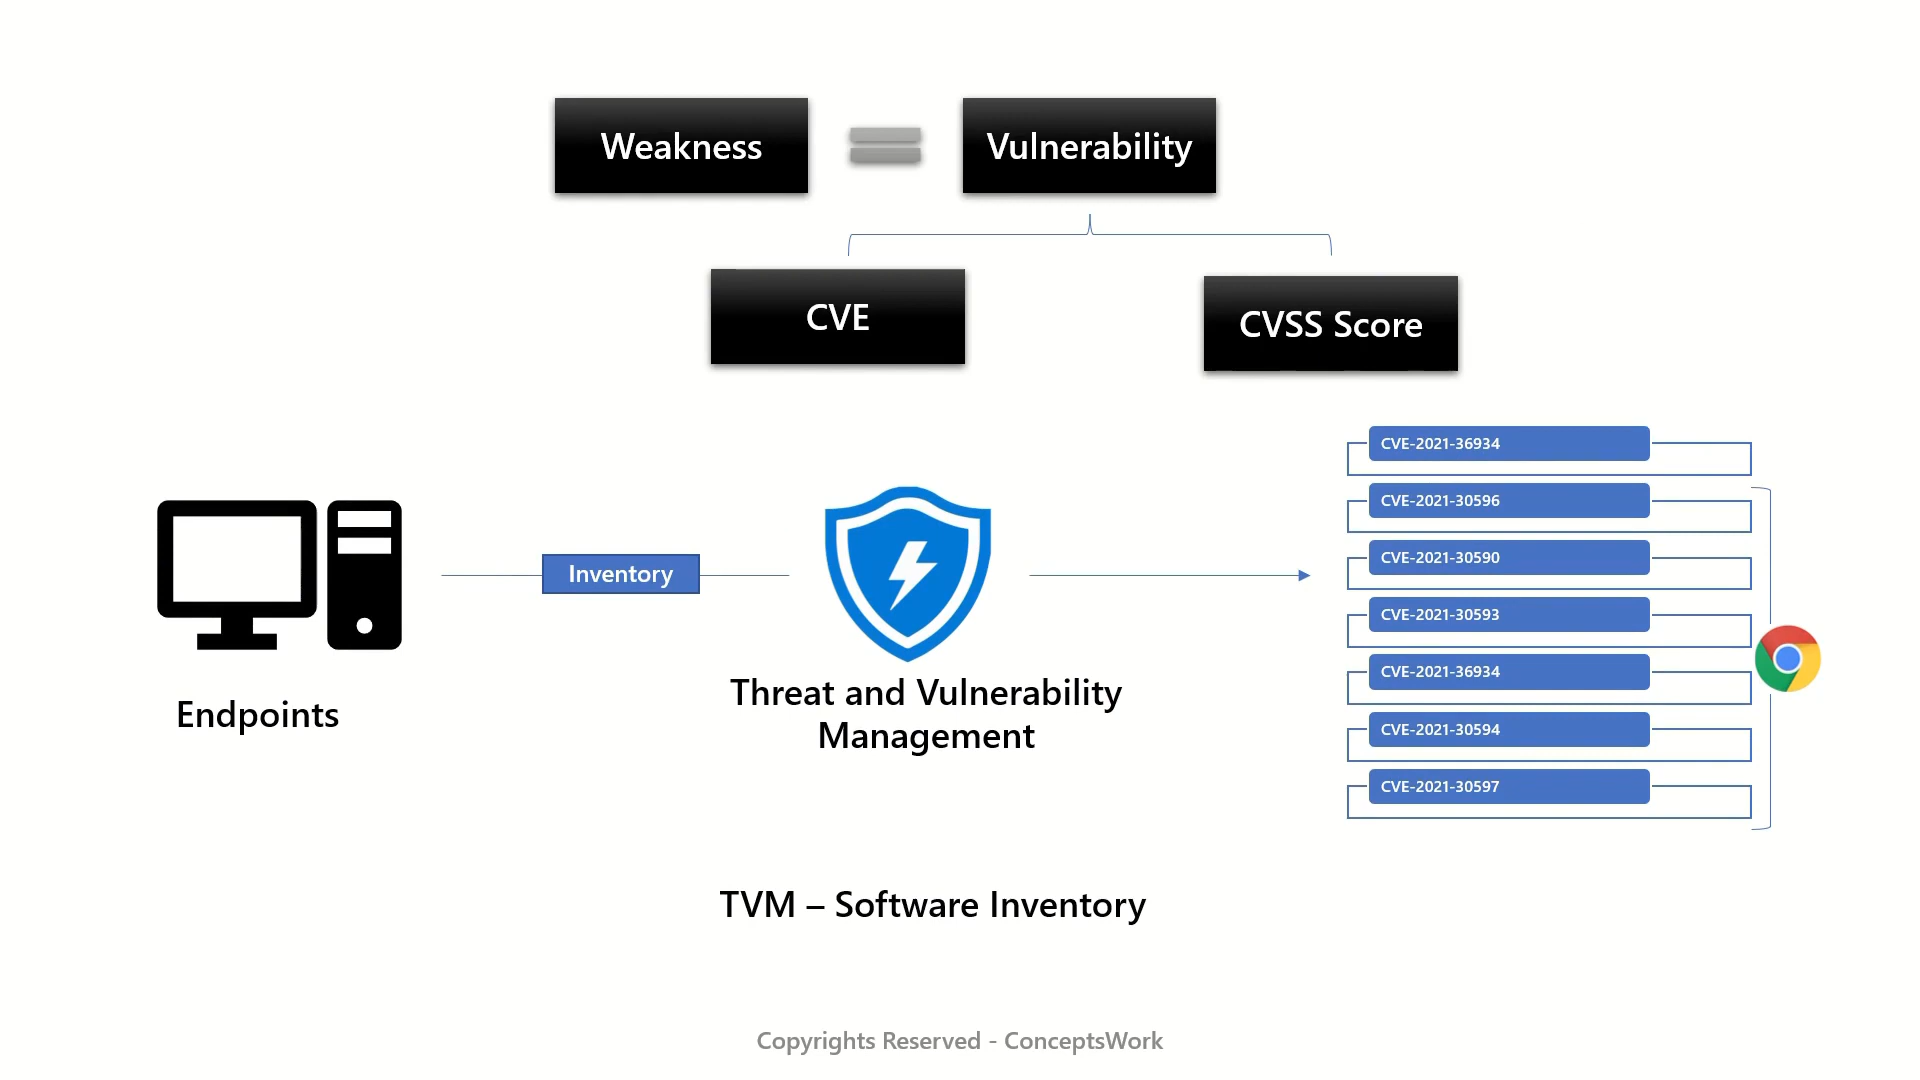 Weakness
Vulnerability
CVE
CVSS Score
Endpoints
Inventory
Threat and Vulnerability
Management
CVE-2021-36934
CVE-2021-30596
CVE-2021-30590
CVE-2021-30593
CVE-2021-36934
CVE-2021-30594
CVE-2021-30597
TVM – Software Inventory
Copyrights Reserved - ConceptsWork